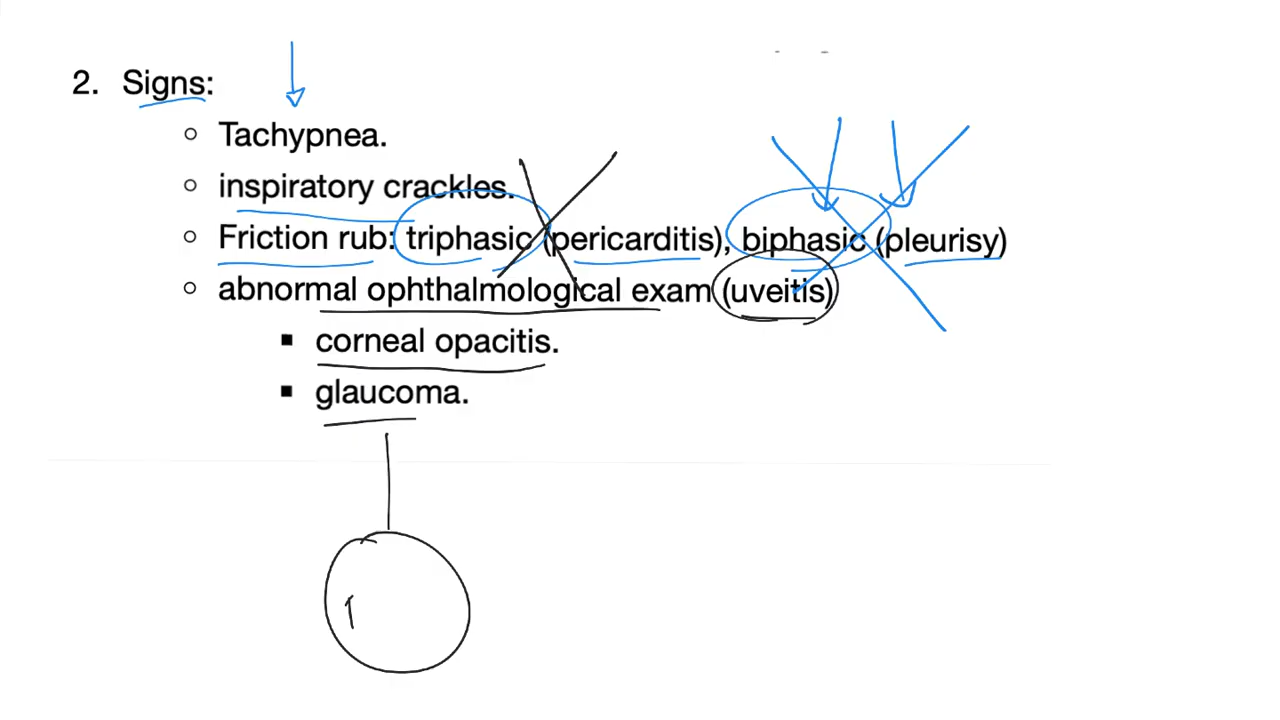 2. Signs:
○ Tachypnea.
○ inspiratory crackles.
○ Friction rub: triphasic (pericarditis), biphasic (pleurisy)
○ abnormal ophthalmological exam (uveitis)
■ corneal opacitis.
■ glaucoma.